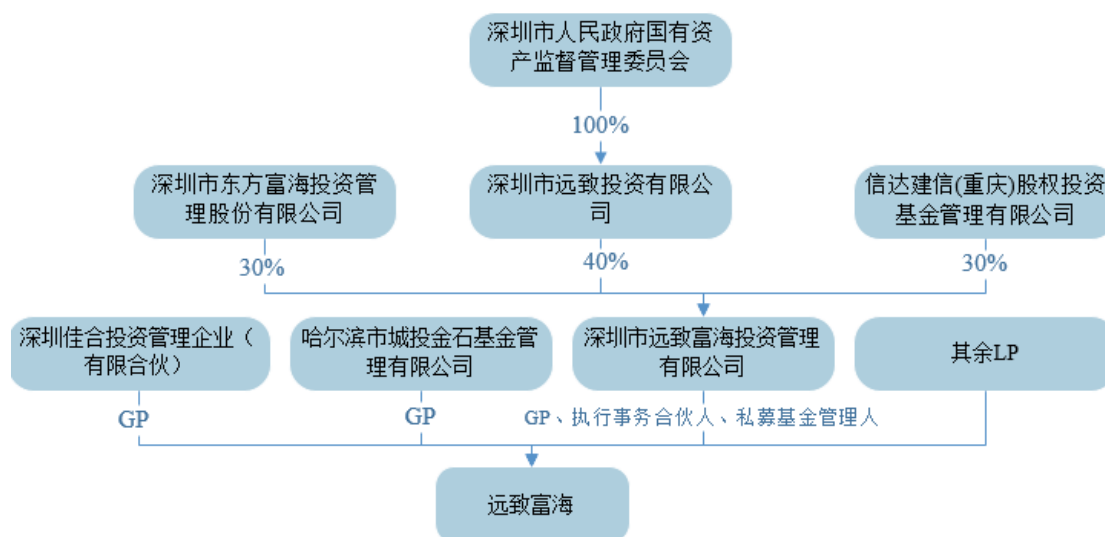 深圳市人民政府国有资
产监督管理委员会
100%
深圳市东方富海投资管
理股份有限公司
深圳市远致投资有限公
司
信达建信(重庆)股权投资
基金管理有限公司
30%
40%
30%
深圳佳合投资管理企业（
有限合伙）
哈尔滨市城投金石基金管
理有限公司
深圳市远致富海投资管理
有限公司
其余LP
GP
GP
GP、执行事务合伙人、私募基金管理人
远致富海